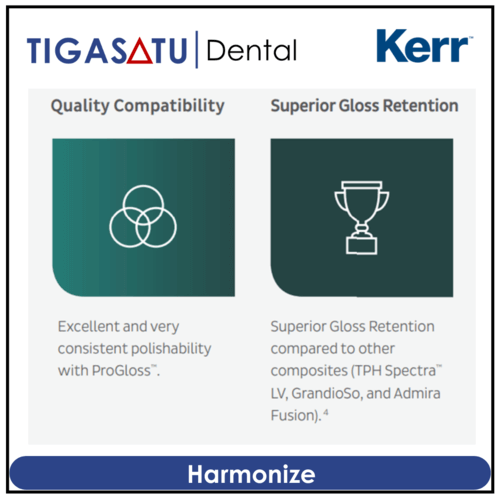 TIGASATU | Dental
Kerr™
Quality Compatibility
Superior Gloss Retention
Excellent and very
consistent polishability
with ProGloss™.
Superior Gloss Retention
compared to other
composites (TPH Spectra™
LV, GrandioSo, and Admira
Fusion).⁴
Harmonize